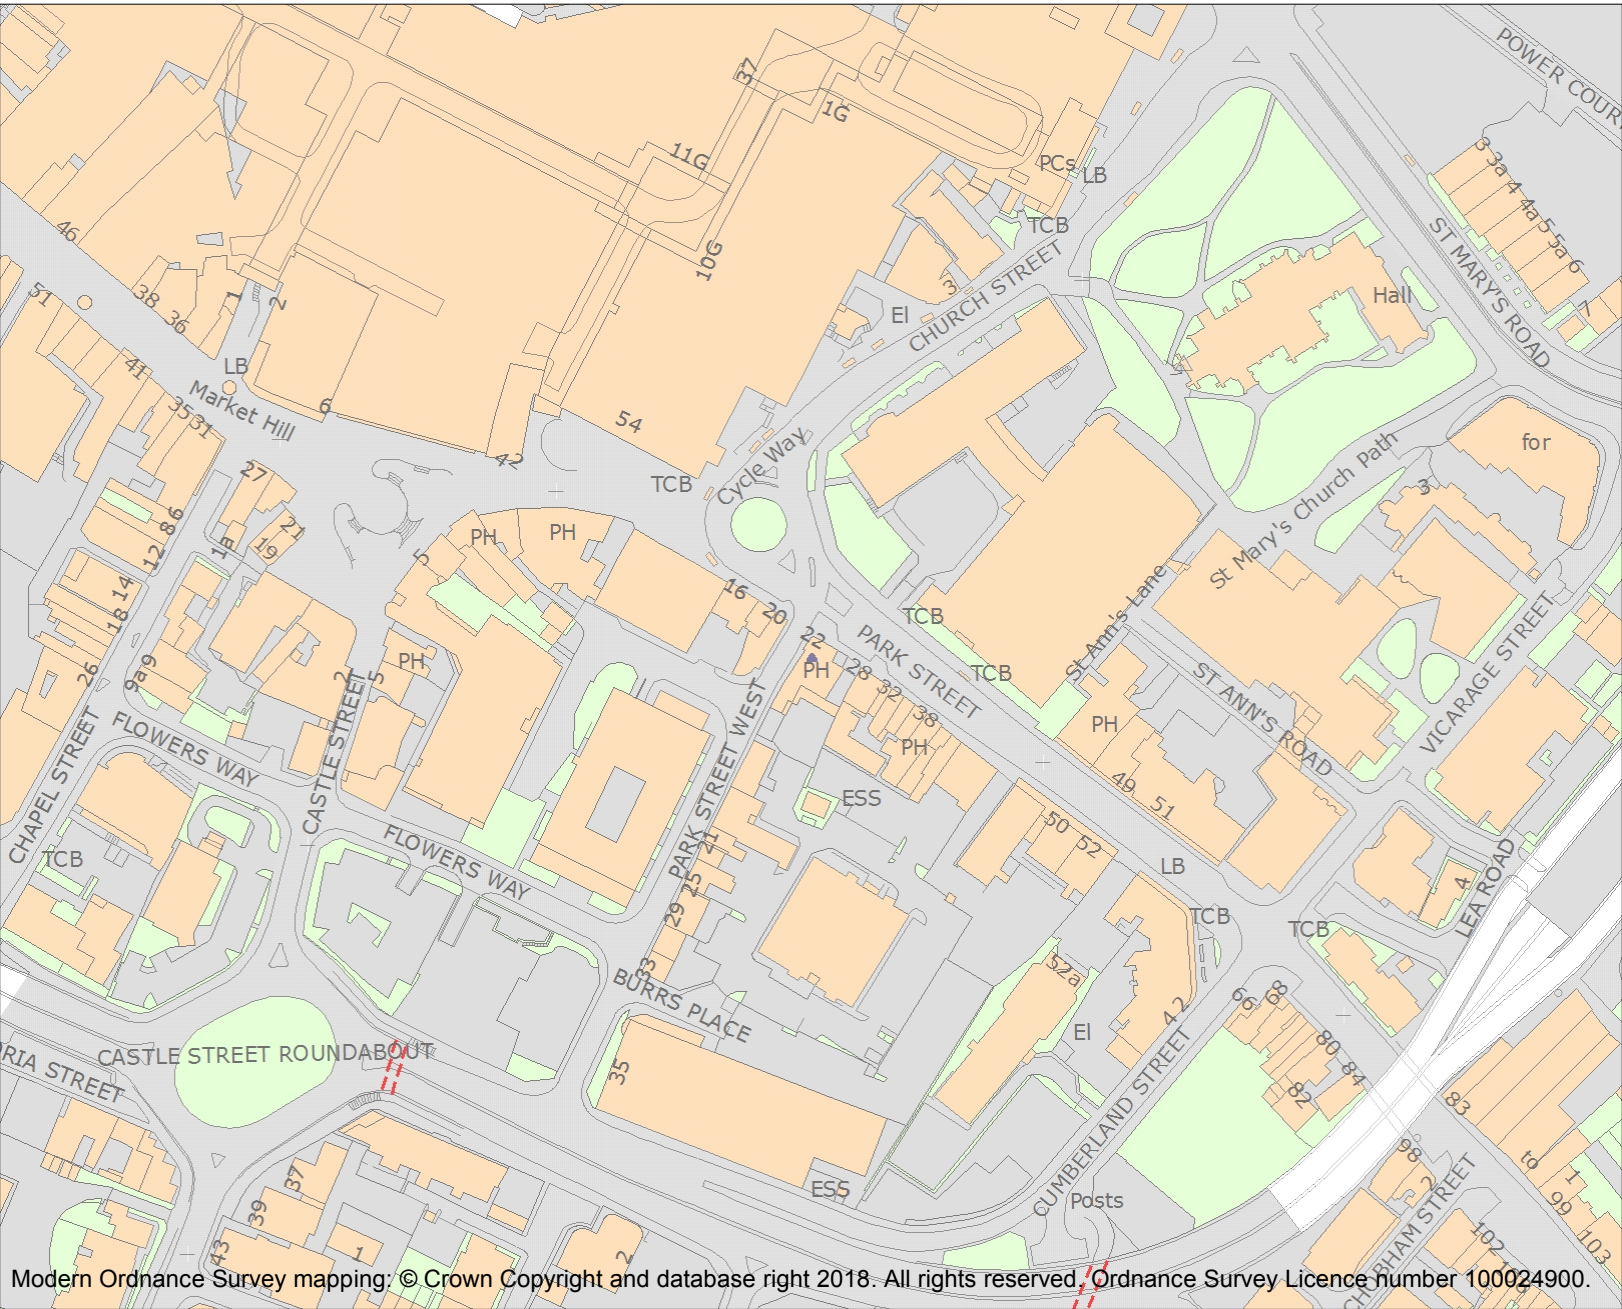 POWER COUR
37
1G
11G
PCs
LB
3 3a 4 4a 5 5a 6
TCB
46
10G
ST MARY'S ROAD
CHURCH STREET
3
Hall
51
38
36
1
2
El
7
LB
41
Market Hill
6
35
31
54
42
for
27
TCB
Cycle Way
St Mary's Church Path
3
8 6
21
19
1a
PH
PH
5
12
14
18
16
20
22
TCB
St Ann's Lane
PARK STREET
TCB
26
9a
9
2
5
PH
PH
28
32
38
PH
PH
ST ANN'S ROAD
VICARAGE STREET
FLOWERS WAY
CASTLE STREET
PARK STREET WEST
CHAPEL STREET
ESS
49
51
50
52
21
FLOWERS WAY
TCB
LB
4
LEA ROAD
25
29
33
TCB
TCB
52a
BURRS PLACE
66
68
4 2
El
80
84
82
83
CASTLE STREET ROUNDABOUT
RIA STREET
35
CUMBERLAND STREET
98
2
to
1
99
103
ESS
Posts
37
39
43
1
2
102
CHOBHAM STREET
Modern Ordnance Survey mapping: © Crown Copyright and database right 2018. All rights reserved. Ordnance Survey Licence number 100024900.